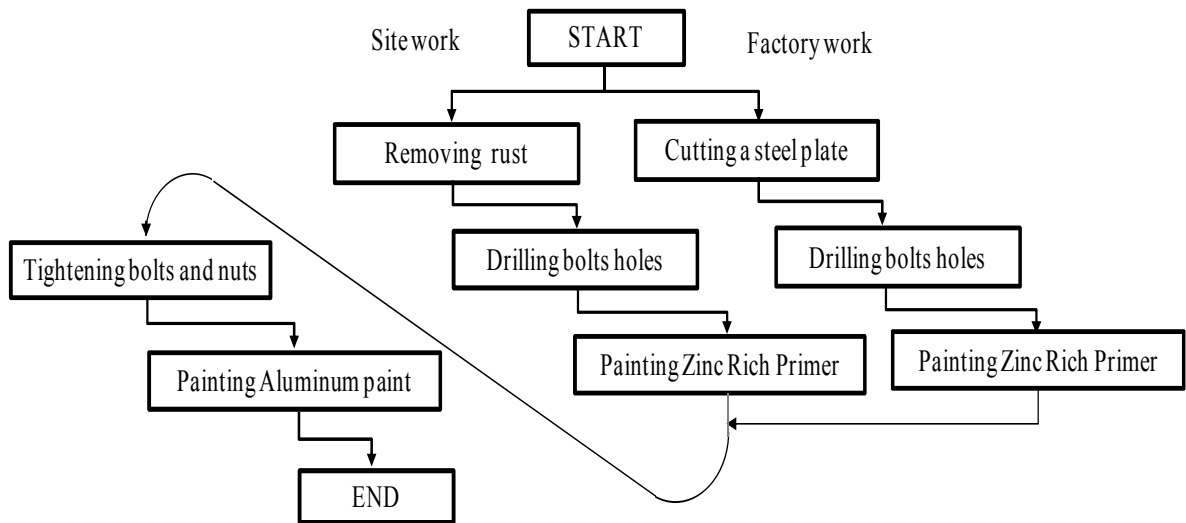 Site work
START
Factory work
Removing rust
Cutting a steel plate
Tightening bolts and nuts
Drilling bolts holes
Drilling bolts holes
Painting Aluminum paint
Painting Zinc Rich Primer
Painting Zinc Rich Primer
END